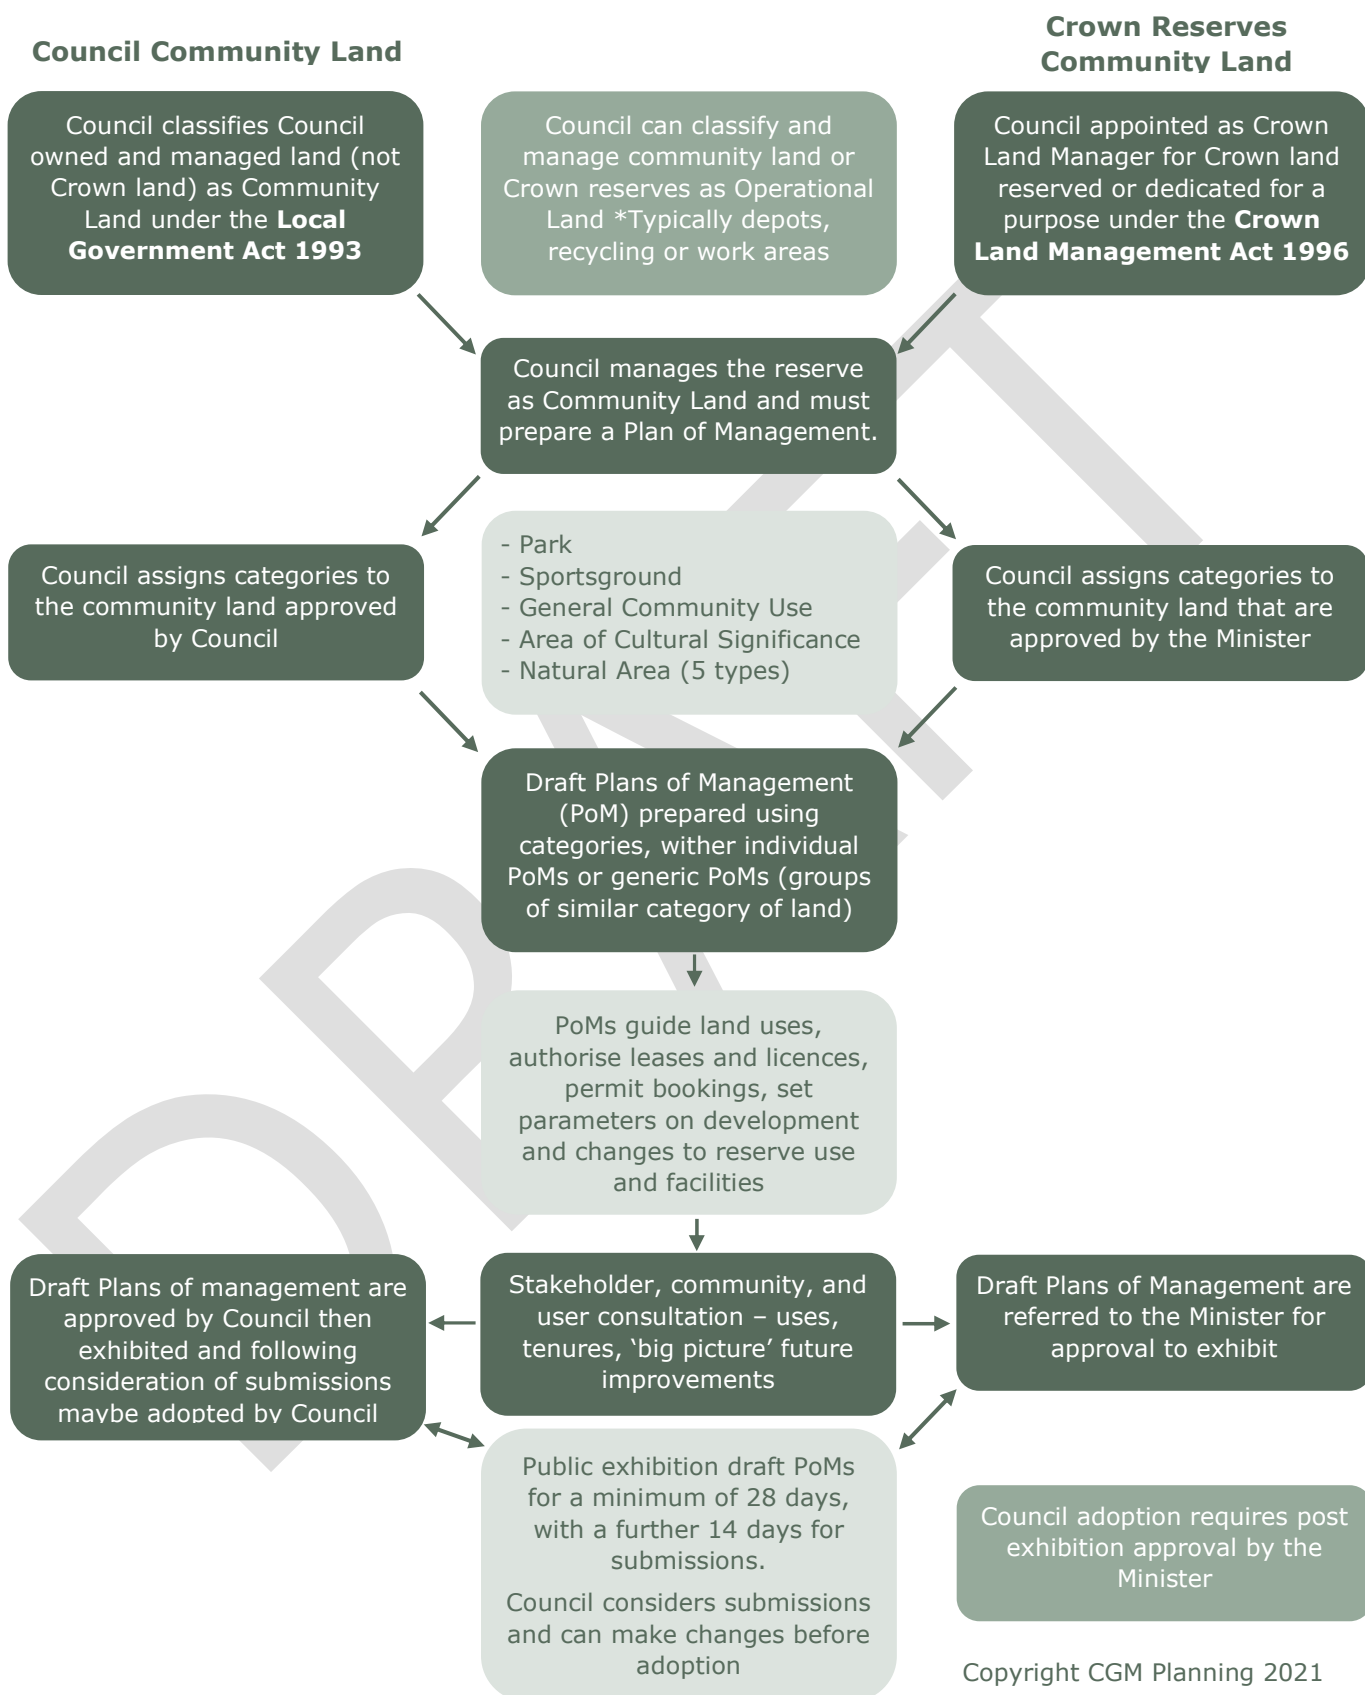 Council Community Land
Crown Reserves
Community Land
Council classifies Council
owned and managed land (not
Crown land) as Community
Land under the Local
Government Act 1993
Council can classify and
manage community land or
Crown reserves as Operational
Land *Typically depots,
recycling or work areas
Council appointed as Crown
Land Manager for Crown land
reserved or dedicated for a
purpose under the Crown
Land Management Act 1996
Council manages the reserve
as Community Land and must
prepare a Plan of Management.
Council assigns categories to
the community land approved
by Council
- Park
- Sportsground
- General Community Use
- Area of Cultural Significance
- Natural Area (5 types)
Council assigns categories to
the community land that are
approved by the Minister
Draft Plans of Management
(PoM) prepared using
categories, wither individual
PoMs or generic PoMs (groups
of similar category of land)
PoMs guide land uses,
authorise leases and licences,
permit bookings, set
parameters on development
and changes to reserve use
and facilities
Draft Plans of management are
approved by Council then
exhibited and following
consideration of submissions
maybe adopted by Council
Stakeholder, community, and
user consultation – uses,
tenures, ‘big picture’ future
improvements
Draft Plans of Management are
referred to the Minister for
approval to exhibit
Public exhibition draft PoMs
for a minimum of 28 days,
with a further 14 days for
submissions.
Council considers submissions
and can make changes before
adoption
Council adoption requires post
exhibition approval by the
Minister
Copyright CGM Planning 2021
DRAFT